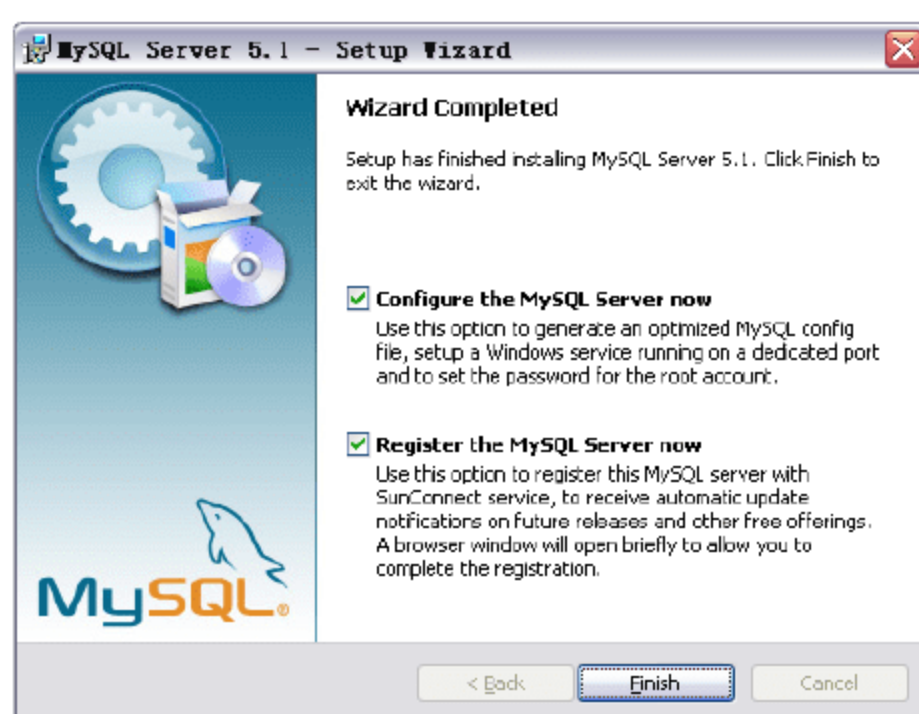 MySQL Server 5.1 - Setup Wizard
Wizard Completed
Setup has finished installing MySQL Server 5.1. Click Finish to
exit the wizard.
Configure the MySQL Server now
Use this option to generate an optimized MySQL config
file, setup a Windows service running on a dedicated port
and to set the password for the root account.
Register the MySQL Server now
Use this option to register this MySQL server with
SunConnect service, to receive automatic update
notifications on future releases and other free offerings.
A browser window will open briefly to allow you to
complete the registration.
MySQL®
< Back
Finish
Cancel